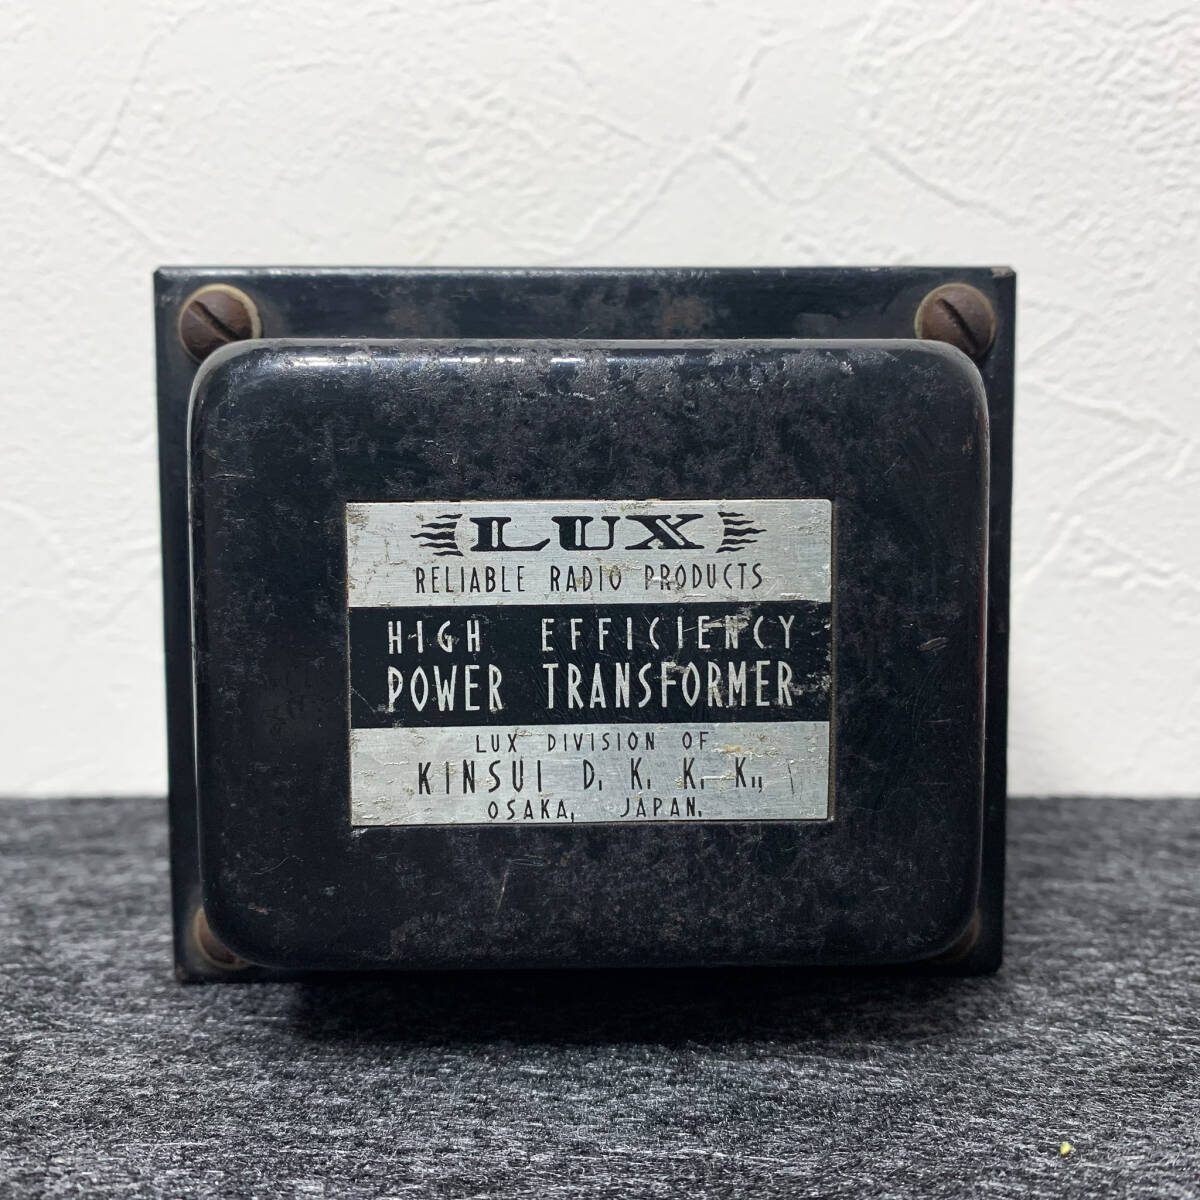 LUX
RELIABLE RADIO PRODUCTS
HIGH EFFICIENCY
POWER TRANSFORMER
LUX DIVISION OF
KINSUI D. K. K. K.,
OSAKA, JAPAN.